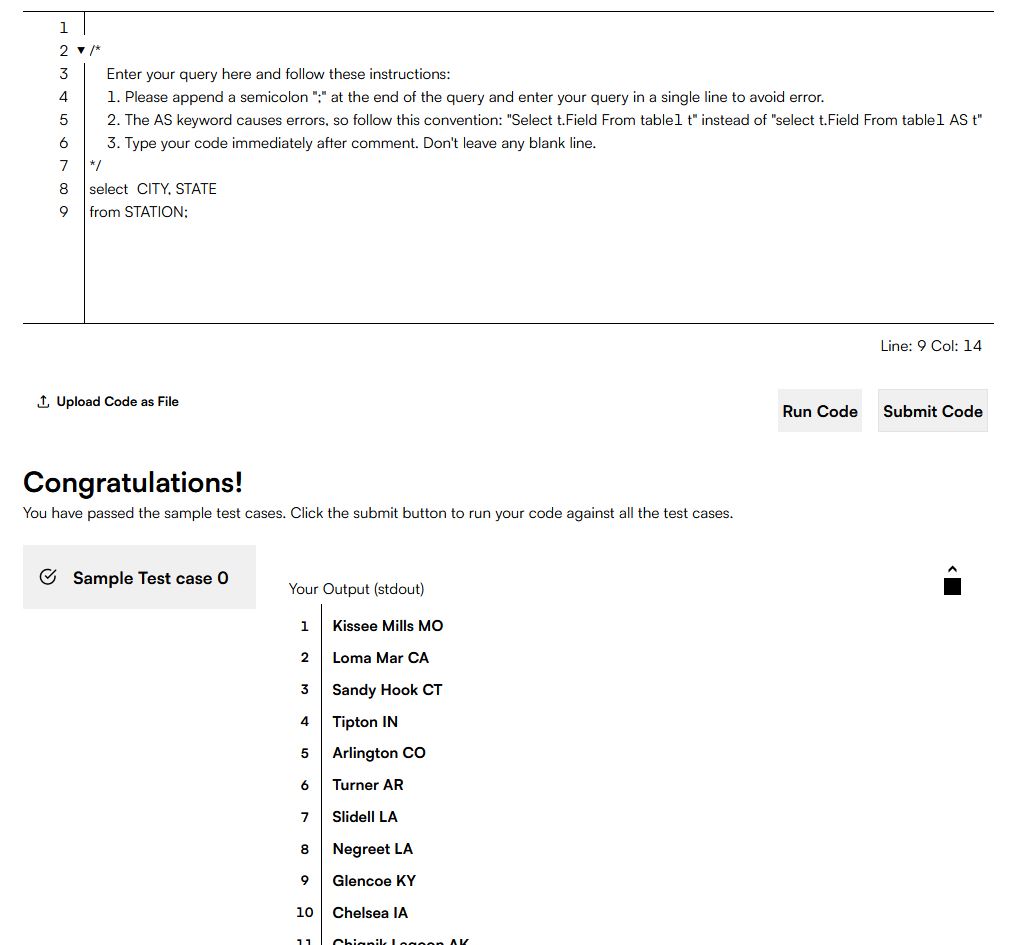 1
2 /*
3 Enter your query here and follow these instructions:
4 1. Please append a semicolon ";" at the end of the query and enter your query in a single line to avoid error.
5 2. The AS keyword causes errors, so follow this convention: "Select t.Field From table1 t" instead of "select t.Field From table1 AS t"
6 3. Type your code immediately after comment. Don't leave any blank line.
7 */
8 select  CITY, STATE
9 from STATION;
Line: 9 Col: 14
Upload Code as File
Run Code Submit Code
Congratulations!
You have passed the sample test cases. Click the submit button to run your code against all the test cases.
Sample Test case 0
Your Output (stdout)
1 Kissee Mills MO
2 Loma Mar CA
3 Sandy Hook CT
4 Tipton IN
5 Arlington CO
6 Turner AR
7 Slidell LA
8 Negreet LA
9 Glencoe KY
10 Chelsea IA
11 Chignik Lagoon AK